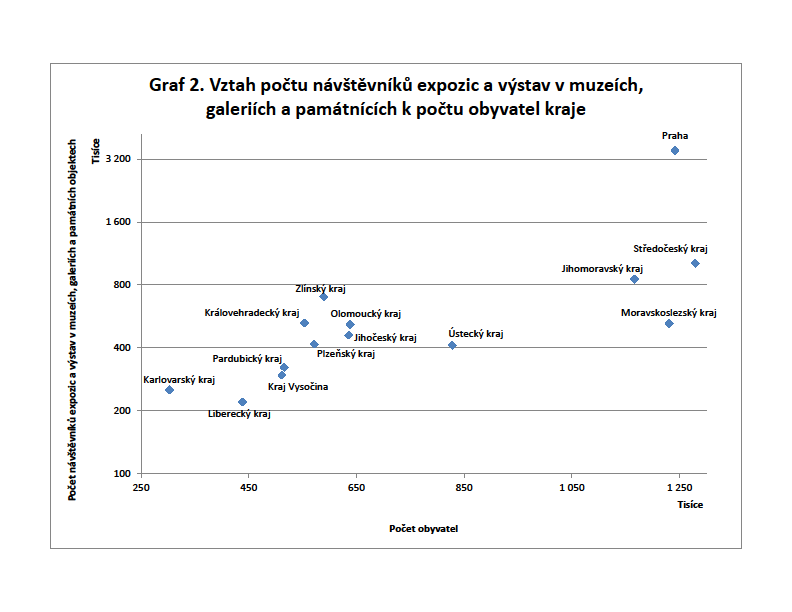 Graf 2. Vztah počtu návštěvníků expozic a výstav v muzeích,
galeriích a památnících k počtu obyvatel kraje
Počet návštěvníků expozic a výstav v muzeích, galeriích a památních objektech
Tisíce
3 200
1 600
800
400
200
100
Praha
Středočeský kraj
Jihomoravský kraj
Zlínský kraj
Královehradecký kraj
Olomoucký kraj
Moravskoslezský kraj
Jihočeský kraj
Ústecký kraj
Plzeňský kraj
Pardubický kraj
Karlovarský kraj
Kraj Vysočina
Liberecký kraj
250
450
650
850
1 050
1 250
Tisíce
Počet obyvatel